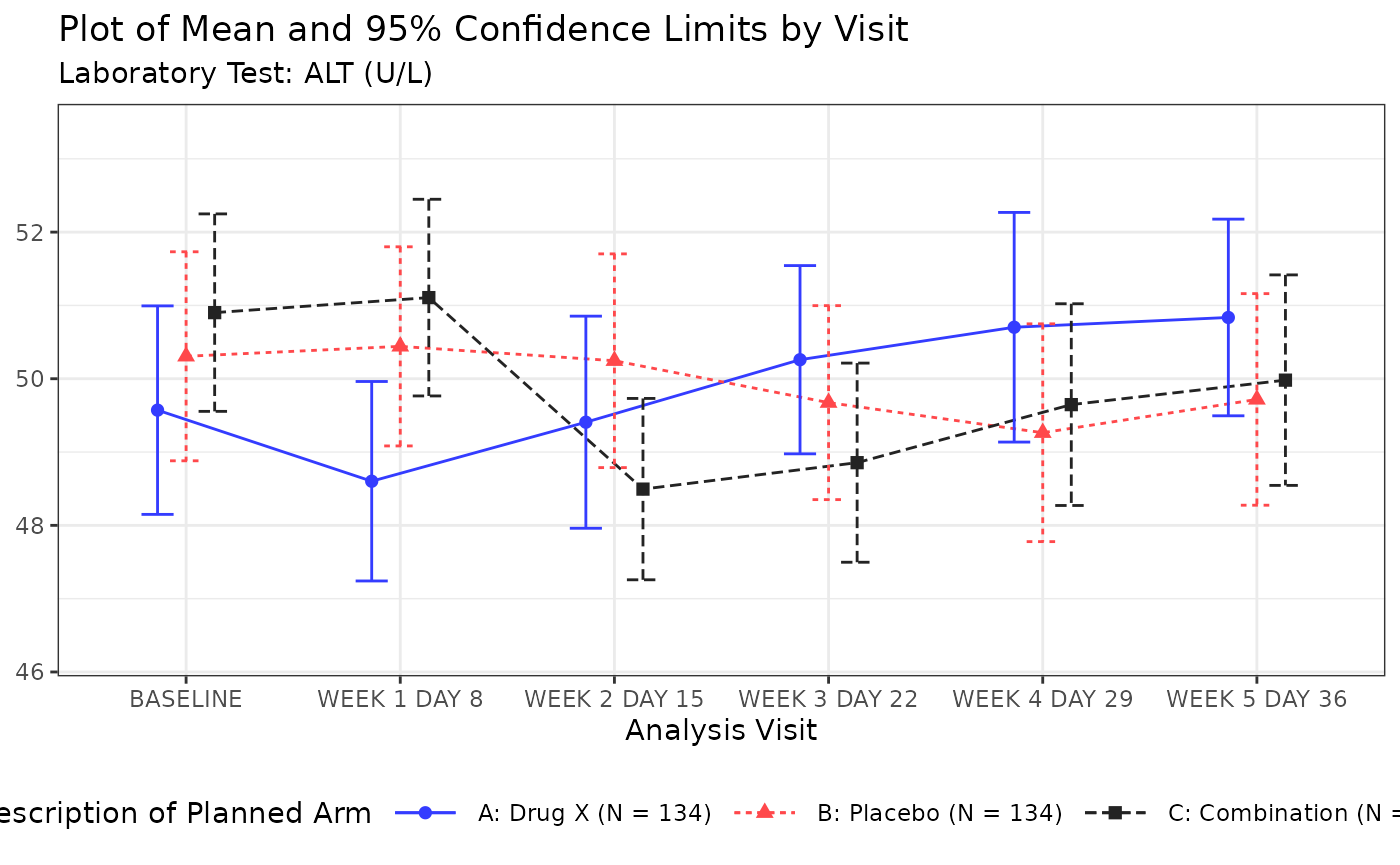 Plot of Mean and 95% Confidence Limits by Visit
Laboratory Test: ALT (U/L)
52
50
48
46
BASELINE WEEK 1 DAY 8 WEEK 2 DAY 15 WEEK 3 DAY 22 WEEK 4 DAY 29 WEEK 5 DAY 36
Analysis Visit
escription of Planned Arm A: Drug X (N = 134) B: Placebo (N = 134) C: Combination (N =